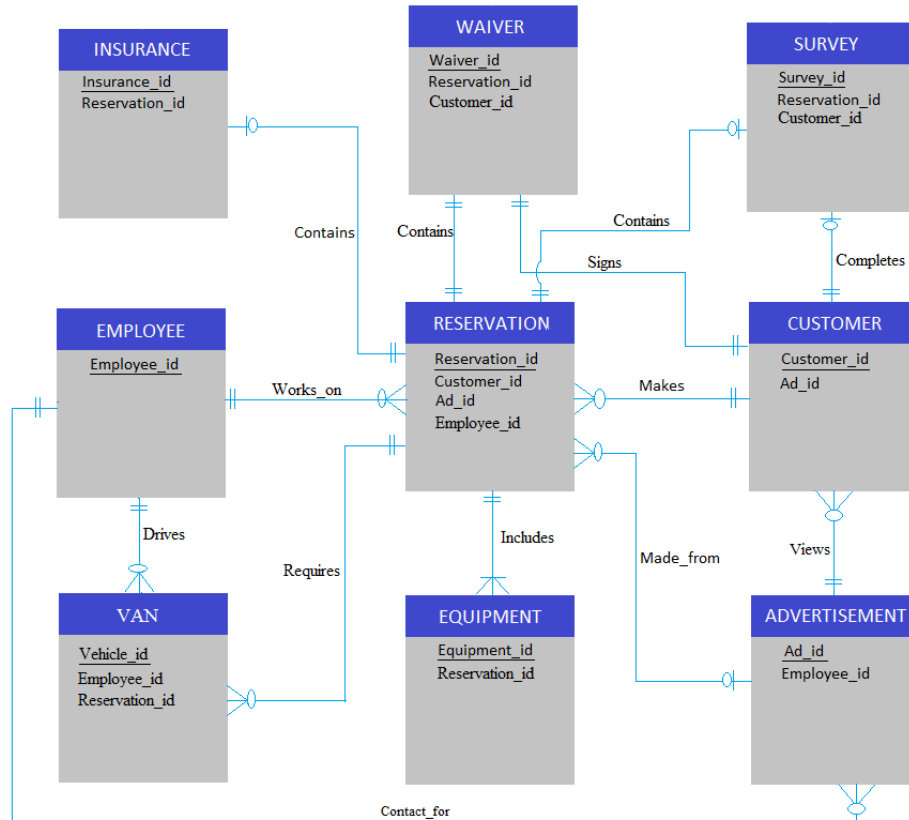 INSURANCE
Insurance_id
Reservation_id
WAIVER
Waiver_id
Reservation_id
Customer_id
SURVEY
Survey_id
Reservation_id
Customer_id
Contains
Contains
Contains
Signs
Completes
EMPLOYEE
Employee_id
RESERVATION
Reservation_id
Customer_id
Ad_id
Employee_id
CUSTOMER
Customer_id
Ad_id
Works_on
Makes
Drives
Requires
Includes
Made_from
Views
VAN
Vehicle_id
Employee_id
Reservation_id
EQUIPMENT
Equipment_id
Reservation_id
ADVERTISEMENT
Ad_id
Employee_id
Contact_for